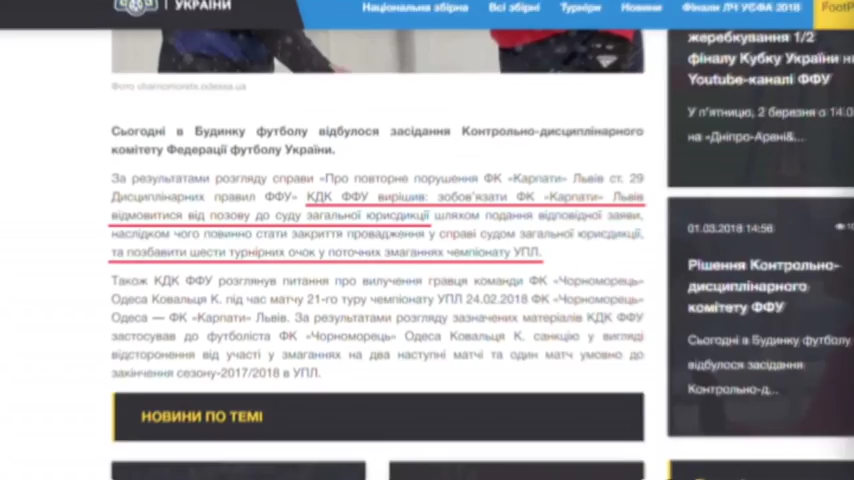 УКРАЇНИ
Національна збірна Всі збірні Турніри Новини Фінали ЛЧ УЄФА 2018
Фото chornomorets.odessa.ua
Сьогодні в Будинку футболу відбулося засідання Контрольно-дисциплінарного
комітету Федерації футболу України.
За результатами розгляду справи «Про повторне порушення ФК «Карпати» Львів ст. 29
Дисциплінарних правил ФФУ» КДК ФФУ вирішив: зобов'язати ФК «Карпати» Львів
відмовитися від позову до суду загальної юрисдикції шляхом подання відповідної заяви,
наслідком чого повинно стати закриття провадження у справі судом загальної юрисдикції,
та позбавити шести турнірних очок у поточних змаганнях чемпіонату УПЛ.
Також КДК ФФУ розглянув питання про вилучення гравця команди ФК «Чорноморець»
Одеса Ковальця К. під час матчу 21-го туру чемпіонату УПЛ 24.02.2018 ФК «Чорноморець»
Одеса — ФК «Карпати» Львів. За результатами розгляду зазначених матеріалів КДК ФФУ
застосував до футболіста ФК «Чорноморець» Одеса Ковальця К. санкцію у вигляді
відсторонення від участі у змаганнях на два наступні матчі та один матч умовно до
закінчення сезону-2017/2018 в УПЛ.
НОВИНИ ПО ТЕМІ
жеребкування 1/2
фіналу Кубку України н
Youtube-каналі ФФУ
У п'ятницю, 2 березня о 14:0
на «Дніпро-Арені&...
01.03.2018 14:56
Рішення Контрольно-
дисциплінарного
комітету ФФУ
Сьогодні в Будинку футболу
відбулося засідання
Контрольно-д...